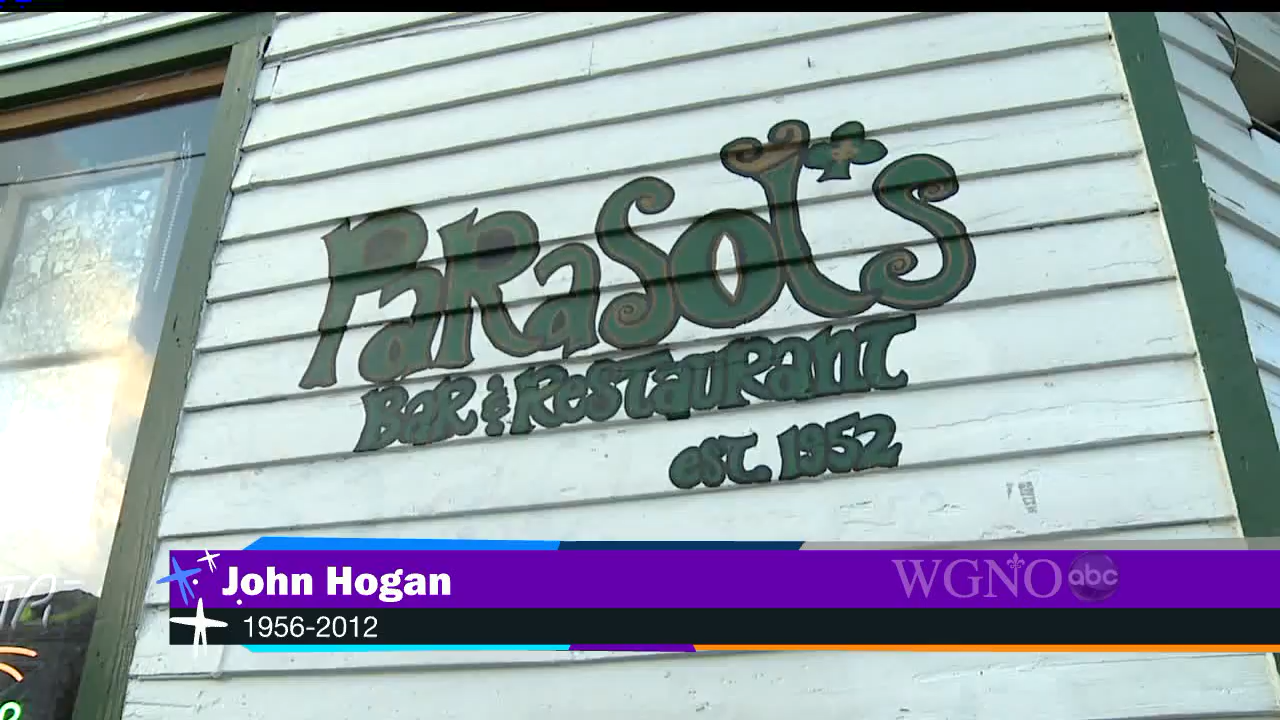 PaRaSol's
BaR & RestauRant
est. 1952
John Hogan
WGNO abc
1956-2012